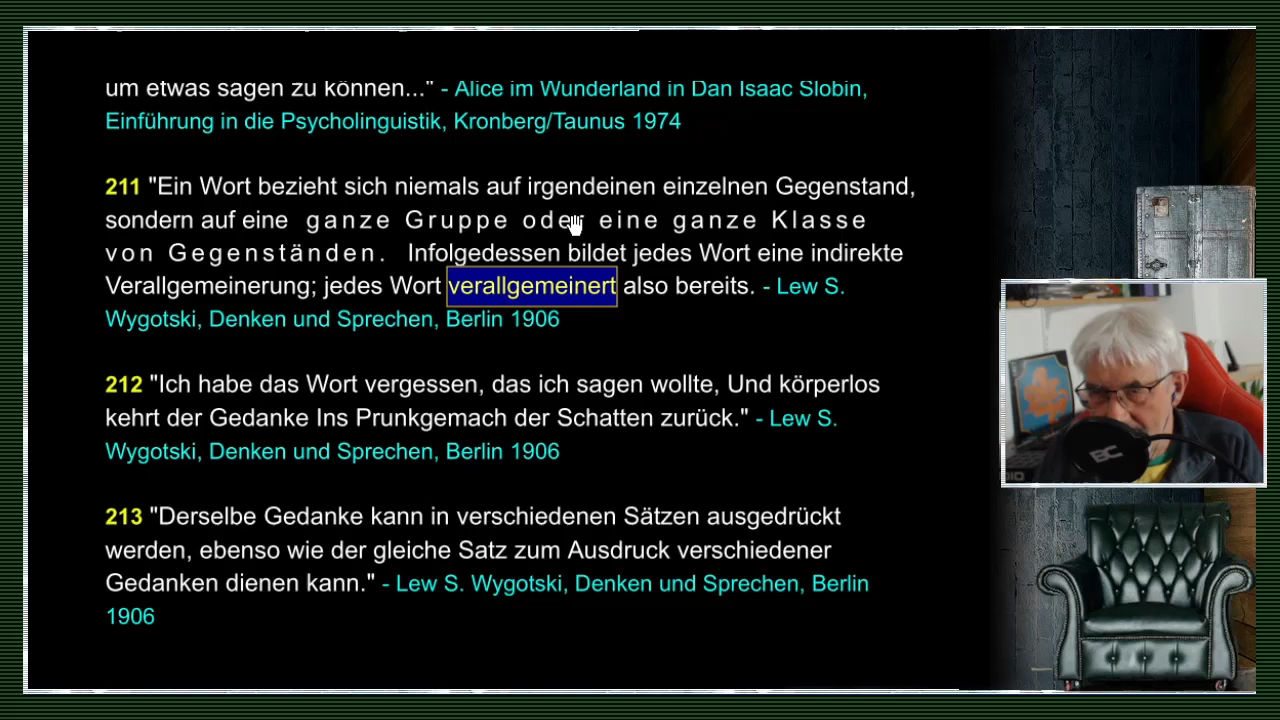 um etwas sagen zu können..." - Alice im Wunderland in Dan Isaac Slobin,
Einführung in die Psycholinguistik, Kronberg/Taunus 1974
211 "Ein Wort bezieht sich niemals auf irgendeinen einzelnen Gegenstand,
sondern auf eine ganze Gruppe oder eine ganze Klasse
von Gegenständen. Infolgedessen bildet jedes Wort eine indirekte
Verallgemeinerung; jedes Wort verallgemeinert also bereits. - Lew S.
Wygotski, Denken und Sprechen, Berlin 1906
212 "Ich habe das Wort vergessen, das ich sagen wollte, Und körperlos
kehrt der Gedanke Ins Prunkgemach der Schatten zurück." - Lew S.
Wygotski, Denken und Sprechen, Berlin 1906
213 "Derselbe Gedanke kann in verschiedenen Sätzen ausgedrückt
werden, ebenso wie der gleiche Satz zum Ausdruck verschiedener
Gedanken dienen kann." - Lew S. Wygotski, Denken und Sprechen, Berlin
1906